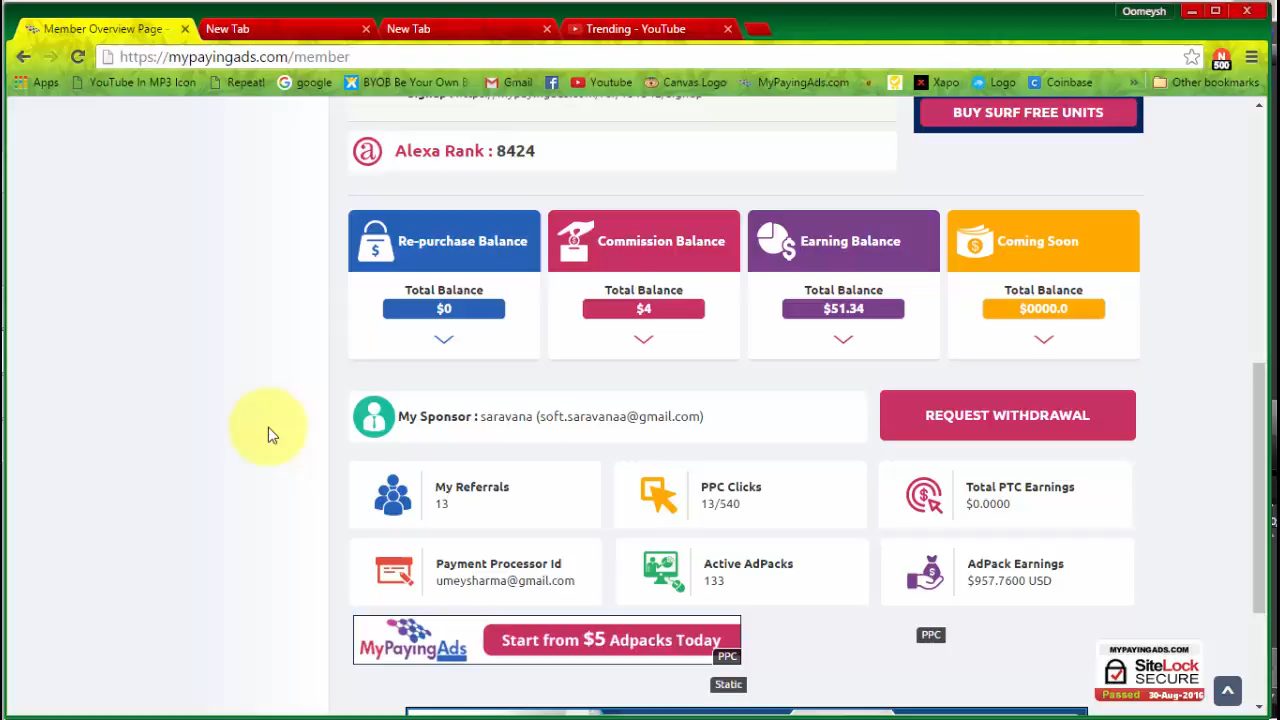 Oomeysh
Member Overview Page -
New Tab
New Tab
Trending - YouTube
https://mypayingads.com/member
N
500
Apps
YouTube In MP3 Icon
Repeat!
google
BYOB Be Your Own B
Gmail
Youtube
Canvas Logo
MyPayingAds.com
Xapo
Logo
Coinbase
Other bookmarks
BUY SURF FREE UNITS
Alexa Rank : 8424
Re-purchase Balance
Total Balance
$0
Commission Balance
Total Balance
$4
Earning Balance
Total Balance
$51.34
Coming Soon
Total Balance
$0000.0
My Sponsor : saravana (soft.saravanaa@gmail.com)
REQUEST WITHDRAWAL
My Referrals
13
PPC Clicks
13/540
Total PTC Earnings
$0.0000
Payment Processor Id
umeysharma@gmail.com
Active AdPacks
133
AdPack Earnings
$957.7600 USD
MyPayingAds
Start from $5 Adpacks Today
PPC
PPC
Static
MYPAYINGADS.COM
SiteLock
SECURE
Passed 30-Aug-2016